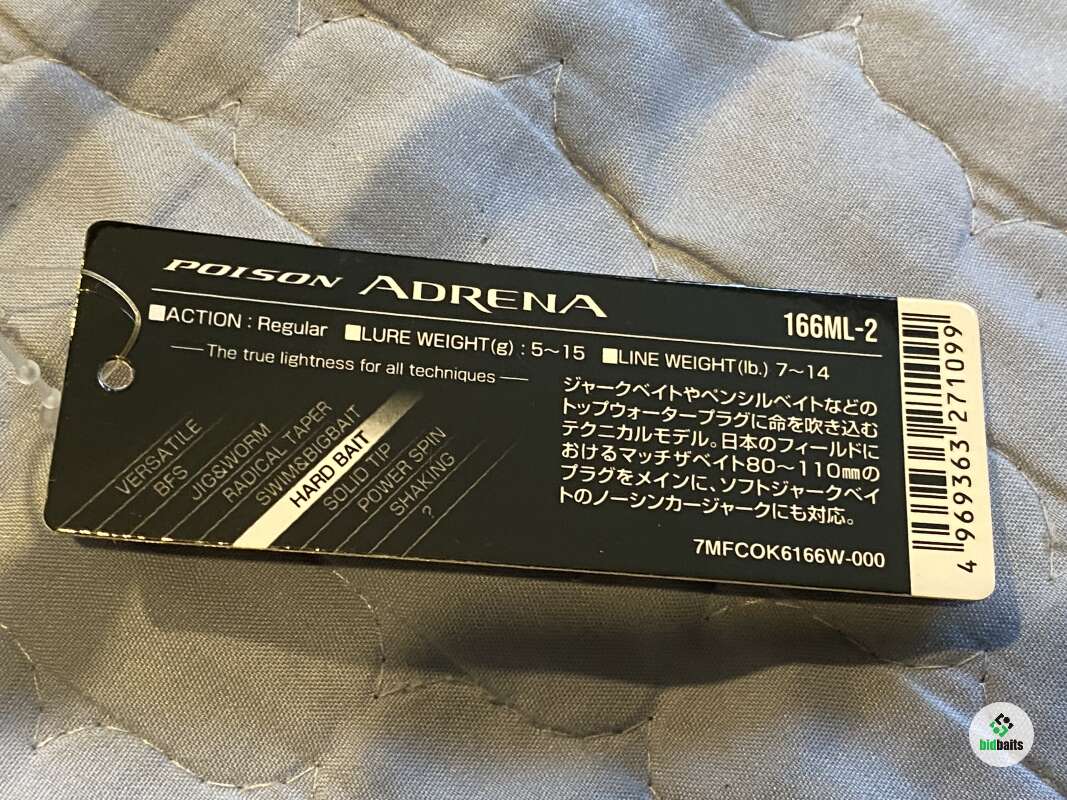 POISON ADRENA
166ML-2
■ACTION : Regular ■LURE WEIGHT(g) : 5〜15 ■LINE WEIGHT(lb.) 7〜14
The true lightness for all techniques
VERSATILE
BFS
JIG&WORM
RADICAL TAPER
SWIM&BIGBAIT
HARD BAIT
SOLID TIP
POWER SPIN
SHAKING
?
ジャークベイトやペンシルベイトなどの
トップウォータープラグに命を吹き込む
テクニカルモデル。日本のフィールドに
おけるマッチザベイト80〜110㎜の
プラグをメインに、ソフトジャークベイ
トのノーシンカージャークにも対応。
7MFCOK6166W-000
4 969363 271099
bidbaits